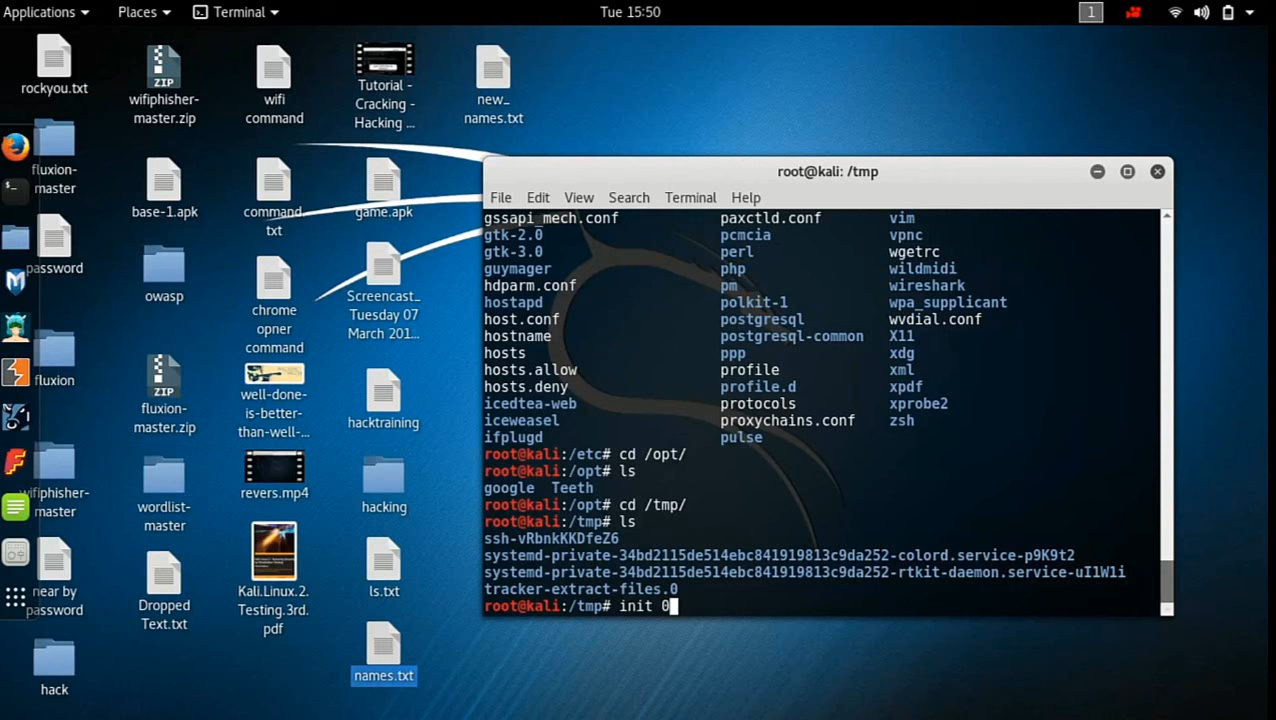 Applications
Places
Terminal
Tue 15:50
1
rockyou.txt
fluxion-
master
password
fluxion
wifiphisher-
master
near by
password
hack
ZIP
wifiphisher-
master.zip
base-1.apk
owasp
ZIP
fluxion-
master.zip
wordlist-
master
Dropped
Text.txt
wifi
command
command.
txt
chrome
opner
command
well-done-
is-better-
than-well-...
revers.mp4
Kali.Linux.2.
Testing.3rd.
pdf
Tutorial -
Cracking -
Hacking ...
game.apk
Screencast_
Tuesday 07
March 201...
hacktraining
hacking
ls.txt
names.txt
new_
names.txt
root@kali: /tmp
File Edit View Search Terminal Help
gssapi_mech.conf paxctld.conf vim
gtk-2.0 pcmcia vpnc
gtk-3.0 perl wgetrc
guymager php wildmidi
hdparm.conf pm wireshark
hostapd polkit-1 wpa_supplicant
host.conf postgresql wvdial.conf
hostname postgresql-common X11
hosts ppp xdg
hosts.allow profile xml
hosts.deny profile.d xpdf
icedtea-web protocols xprobe2
iceweasel proxychains.conf zsh
ifplugd pulse
root@kali:/etc# cd /opt/
root@kali:/opt# ls
google Teeth
root@kali:/opt# cd /tmp/
root@kali:/tmp# ls
ssh-vRbnkKKDfeZ6
systemd-private-34bd2115de514ebc841919813c9da252-colord.service-p9K9t2
systemd-private-34bd2115de514ebc841919813c9da252-rtkit-daemon.service-uI1W1i
tracker-extract-files.0
root@kali:/tmp# init 0